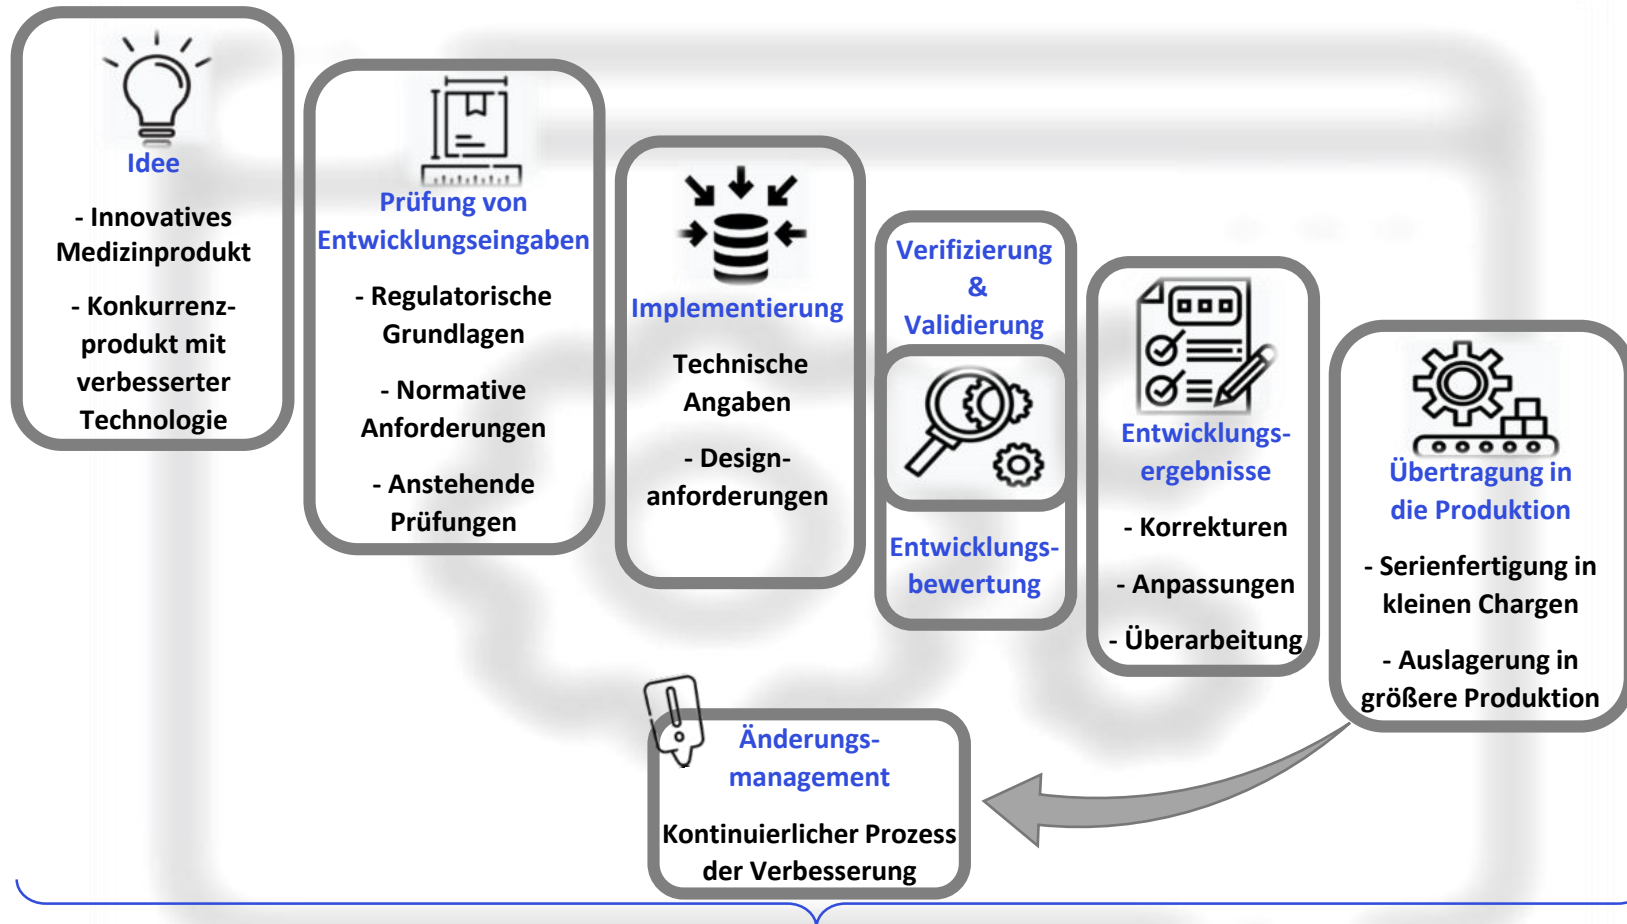 Idee
- Innovatives
Medizinprodukt
- Konkurrenz-
produkt mit
verbesserter
Technologie
Prüfung von
Entwicklungseingaben
- Regulatorische
Grundlagen
- Normative
Anforderungen
- Anstehende
Prüfungen
Implementierung
Technische
Angaben
- Design-
anforderungen
Verifizierung
&
Validierung
Entwicklungs-
bewertung
Entwicklungs-
ergebnisse
- Korrekturen
- Anpassungen
- Überarbeitung
Übertragung in
die Produktion
- Serienfertigung in
kleinen Chargen
- Auslagerung in
größere Produktion
Änderungs-
management
Kontinuierlicher Prozess
der Verbesserung